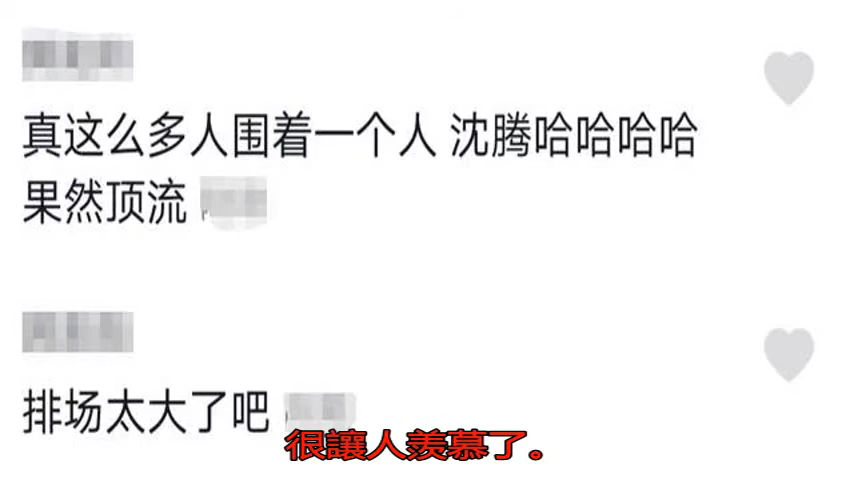 真这么多人围着一个人 沈腾哈哈哈哈
果然顶流
排场太大了吧
很讓人羨慕了。